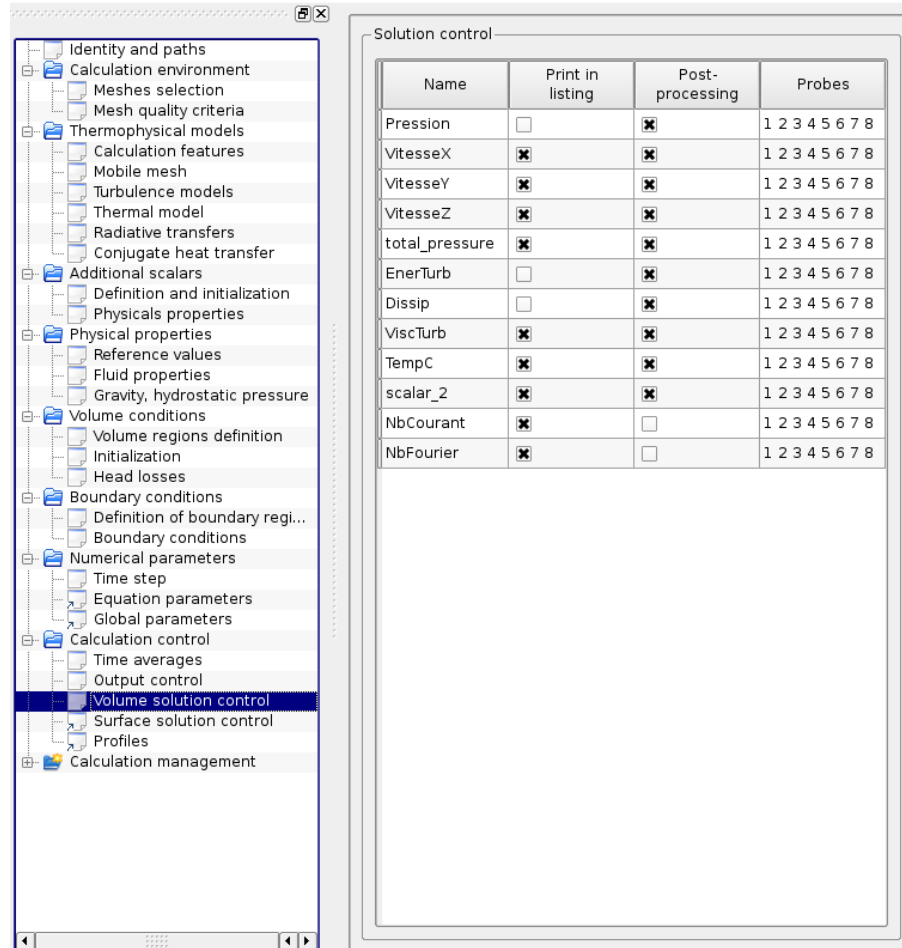 Identity and paths
Calculation environment
Meshes selection
Mesh quality criteria
Thermophysical models
Calculation features
Mobile mesh
Turbulence models
Thermal model
Radiative transfers
Conjugate heat transfer
Additional scalars
Definition and initialization
Physicals properties
Physical properties
Reference values
Fluid properties
Gravity, hydrostatic pressure
Volume conditions
Volume regions definition
Initialization
Head losses
Boundary conditions
Definition of boundary regi...
Boundary conditions
Numerical parameters
Time step
Equation parameters
Global parameters
Calculation control
Time averages
Output control
Volume solution control
Surface solution control
Profiles
Calculation management
Solution control
Name Print in listing Post-processing Probes
Pression 1 2 3 4 5 6 7 8
VitesseX 1 2 3 4 5 6 7 8
VitesseY 1 2 3 4 5 6 7 8
VitesseZ 1 2 3 4 5 6 7 8
total_pressure 1 2 3 4 5 6 7 8
EnerTurb 1 2 3 4 5 6 7 8
Dissip 1 2 3 4 5 6 7 8
ViscTurb 1 2 3 4 5 6 7 8
TempC 1 2 3 4 5 6 7 8
scalar_2 1 2 3 4 5 6 7 8
NbCourant 1 2 3 4 5 6 7 8
NbFourier 1 2 3 4 5 6 7 8